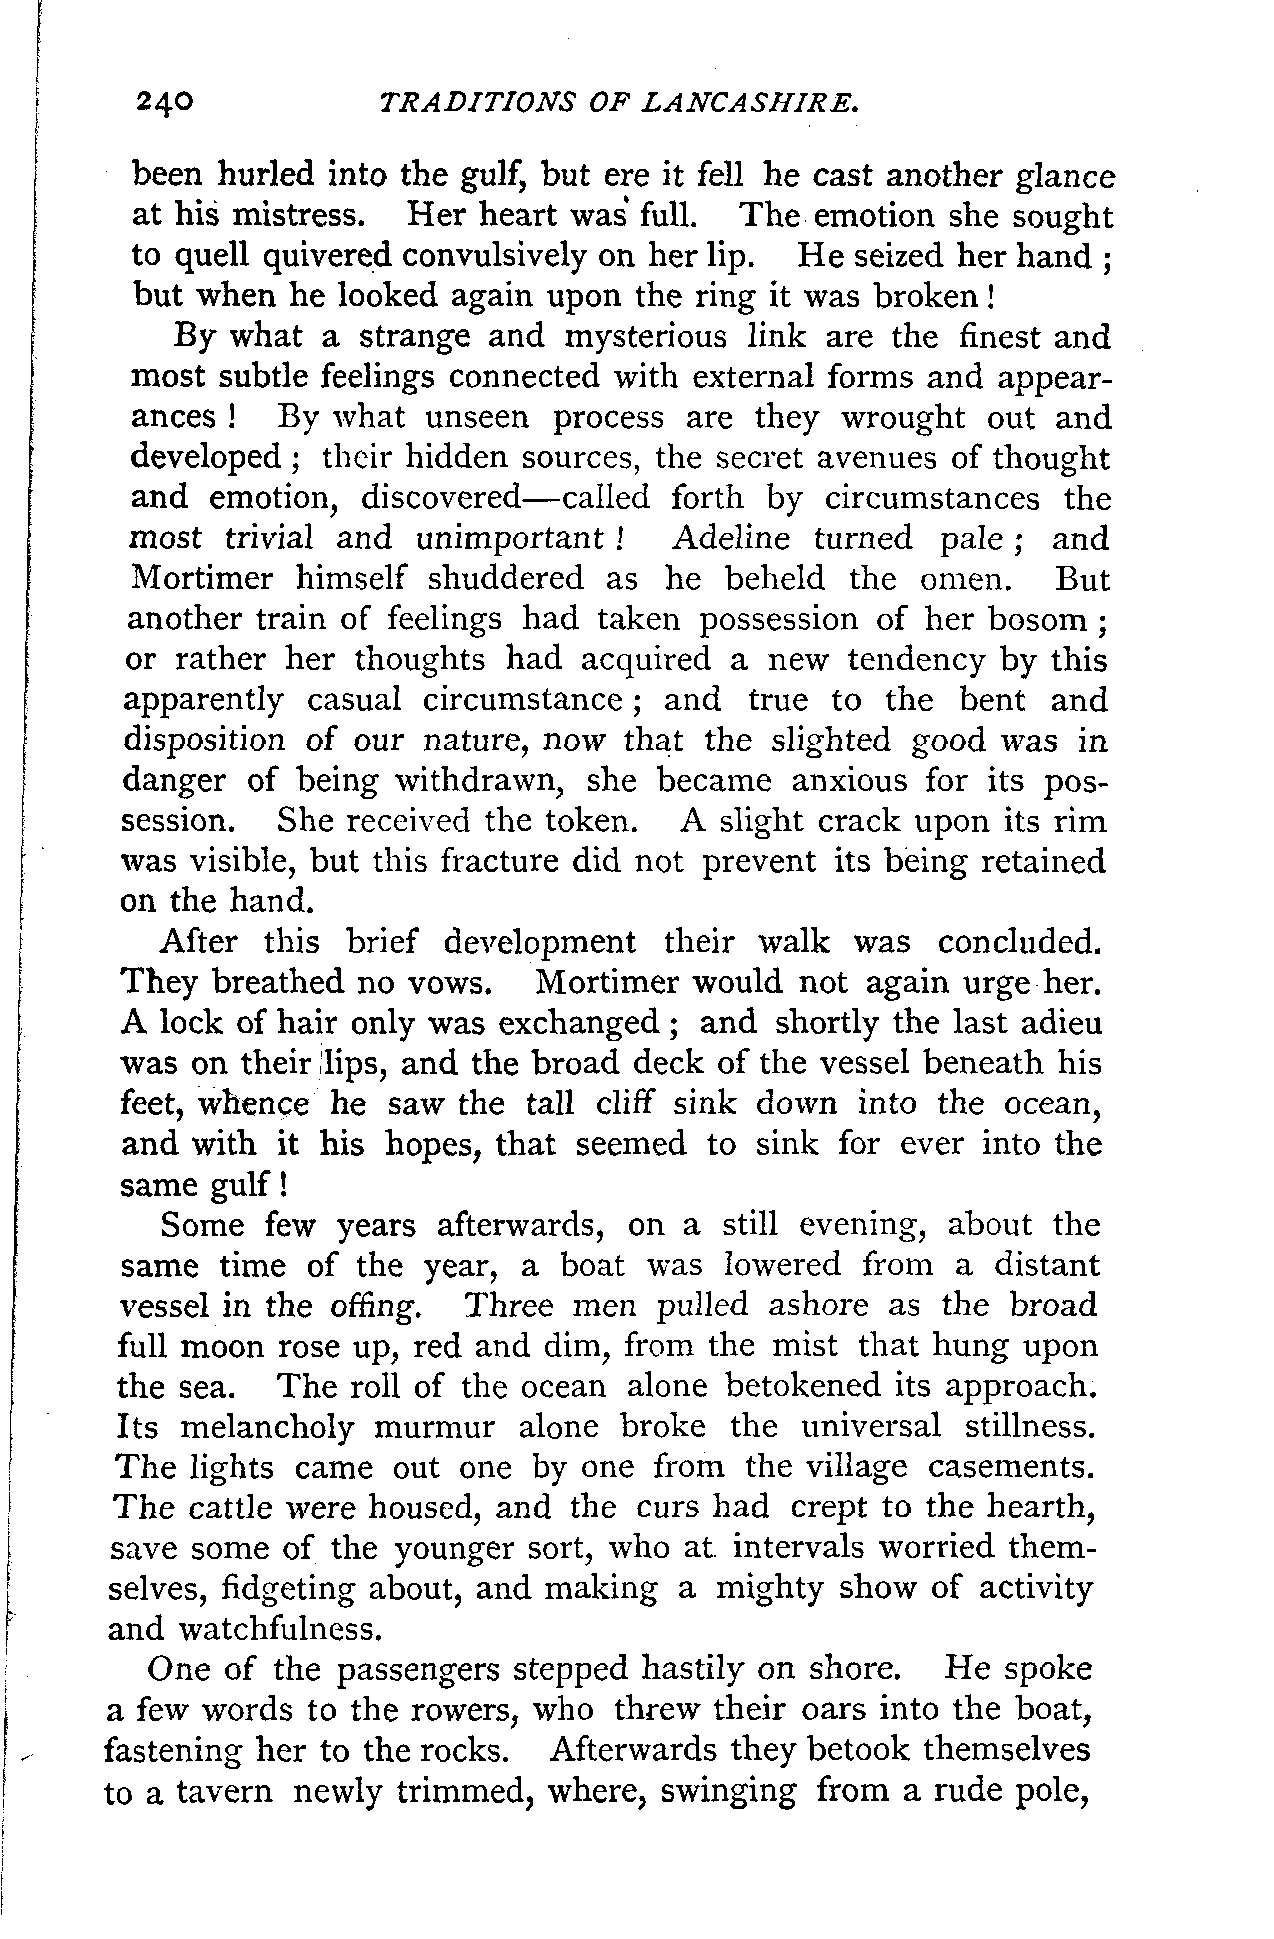 240 TRADITIONS OF LANCASHIRE.
been hurled into the gulf, but ere it fell he cast another glance
at his mistress. Her heart was full. The emotion she sought
to quell quivered convulsively on her lip. He seized her hand ;
but when he looked again upon the ring it was broken !
By what a strange and mysterious link are the finest and
most subtle feelings connected with external forms and appear-
ances ! By what unseen process are they wrought out and
developed ; their hidden sources, the secret avenues of thought
and emotion, discovered—called forth by circumstances the
most trivial and unimportant ! Adeline turned pale ; and
Mortimer himself shuddered as he beheld the omen. But
another train of feelings had taken possession of her bosom ;
or rather her thoughts had acquired a new tendency by this
apparently casual circumstance ; and true to the bent and
disposition of our nature, now that the slighted good was in
danger of being withdrawn, she became anxious for its pos-
session. She received the token. A slight crack upon its rim
was visible, but this fracture did not prevent its being retained
on the hand.
After this brief development their walk was concluded.
They breathed no vows. Mortimer would not again urge her.
A lock of hair only was exchanged ; and shortly the last adieu
was on their lips, and the broad deck of the vessel beneath his
feet, whence he saw the tall cliff sink down into the ocean,
and with it his hopes, that seemed to sink for ever into the
same gulf !
Some few years afterwards, on a still evening, about the
same time of the year, a boat was lowered from a distant
vessel in the offing. Three men pulled ashore as the broad
full moon rose up, red and dim, from the mist that hung upon
the sea. The roll of the ocean alone betokened its approach.
Its melancholy murmur alone broke the universal stillness.
The lights came out one by one from the village casements.
The cattle were housed, and the curs had crept to the hearth,
save some of the younger sort, who at intervals worried them-
selves, fidgeting about, and making a mighty show of activity
and watchfulness.
One of the passengers stepped hastily on shore. He spoke
a few words to the rowers, who threw their oars into the boat,
fastening her to the rocks. Afterwards they betook themselves
to a tavern newly trimmed, where, swinging from a rude pole,